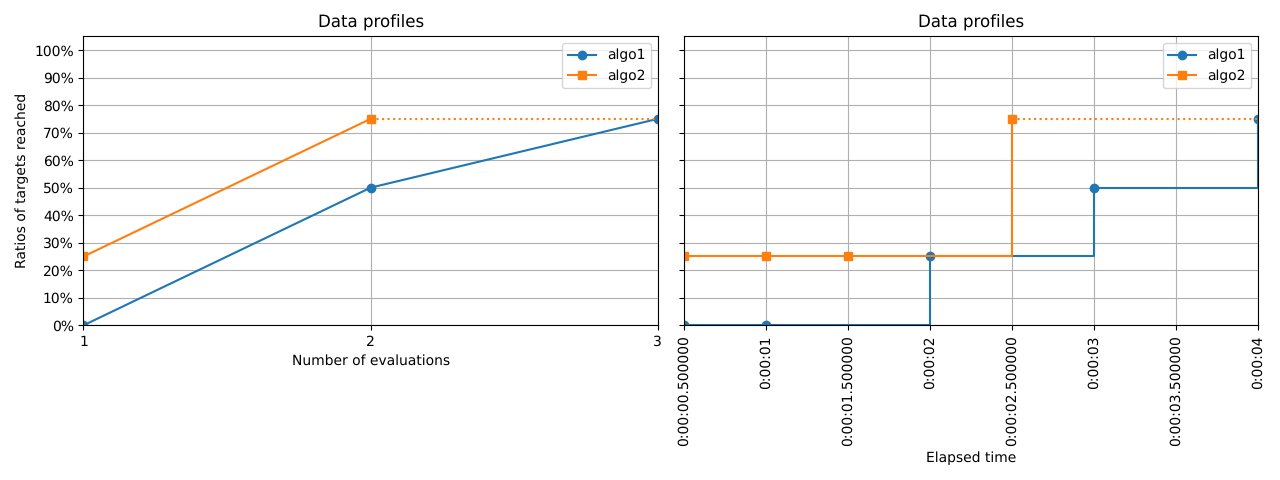 Data profiles
100%
90%
80%
70%
60%
50%
40%
30%
20%
10%
0%
Ratios of targets reached
1
2
3
Number of evaluations
algo1
algo2
Data profiles
algo1
algo2
0:00:00.500000
0:00:01
0:00:01.500000
0:00:02
0:00:02.500000
0:00:03
0:00:03.500000
0:00:04
Elapsed time